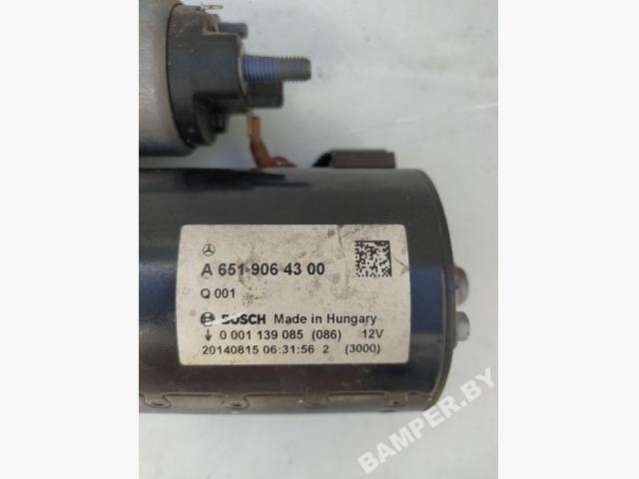 A 651 906 43 00
Q 001
BOSCH Made in Hungary
0 001 139 085 (086) 12V
20140815 06:31:56 2 (3000)
BAMPER.BY